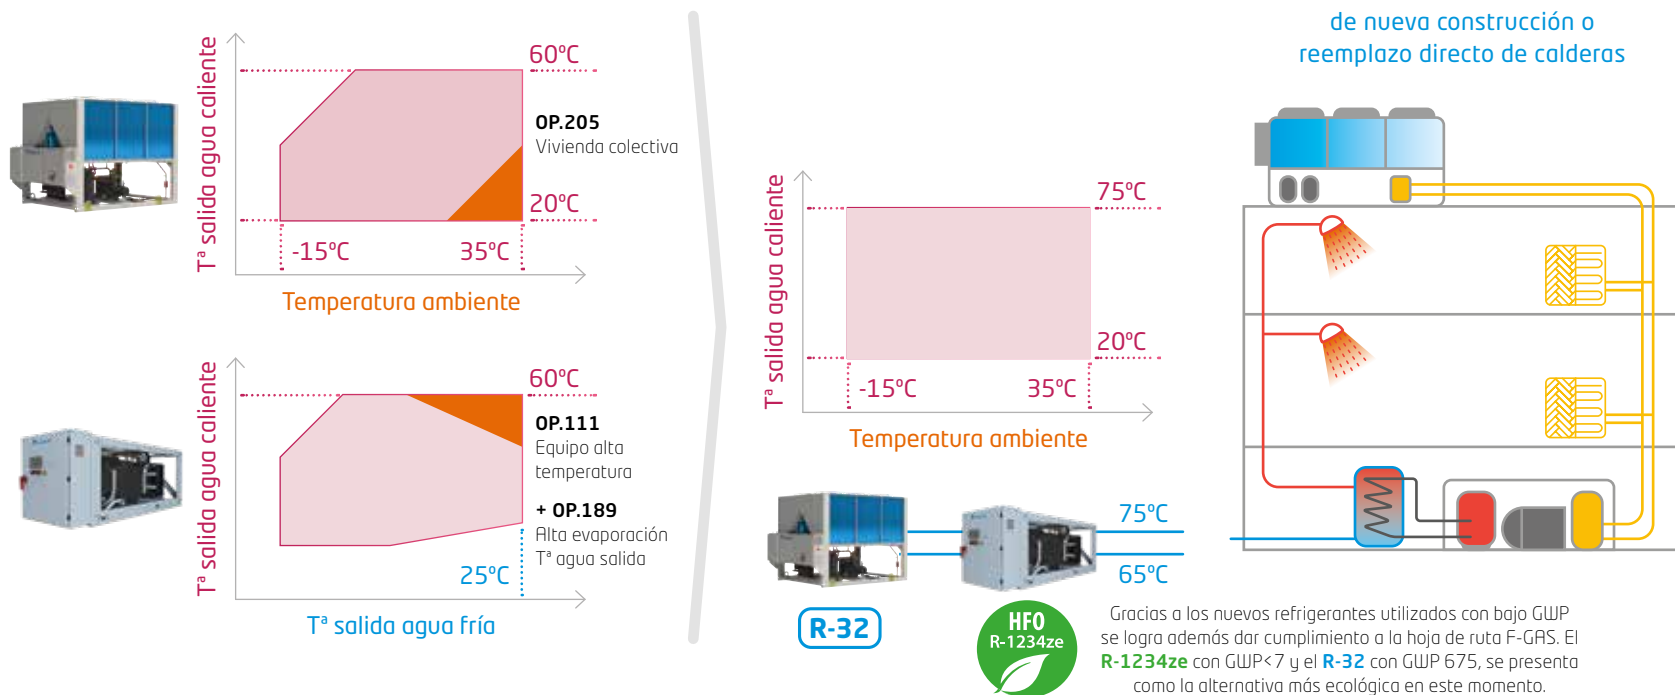 Tª salida agua caliente
60ºC
OP.205
Vivienda colectiva
20ºC
-15ºC
35ºC
Temperatura ambiente
Tª salida agua caliente
60ºC
OP.111
Equipo alta
temperatura
+ OP.189
Alta evaporación
Tª agua salida
25ºC
Tª salida agua fría
Tª salida agua caliente
75ºC
20ºC
-15ºC
35ºC
Temperatura ambiente
75ºC
65ºC
R-32
HFO
R-1234ze
de nueva construcción o
reemplazo directo de calderas
Gracias a los nuevos refrigerantes utilizados con bajo GWP
se logra además dar cumplimiento a la hoja de ruta F-GAS. El
R-1234ze con GWP<7 y el R-32 con GWP 675, se presenta
como la alternativa más ecológica en este momento.